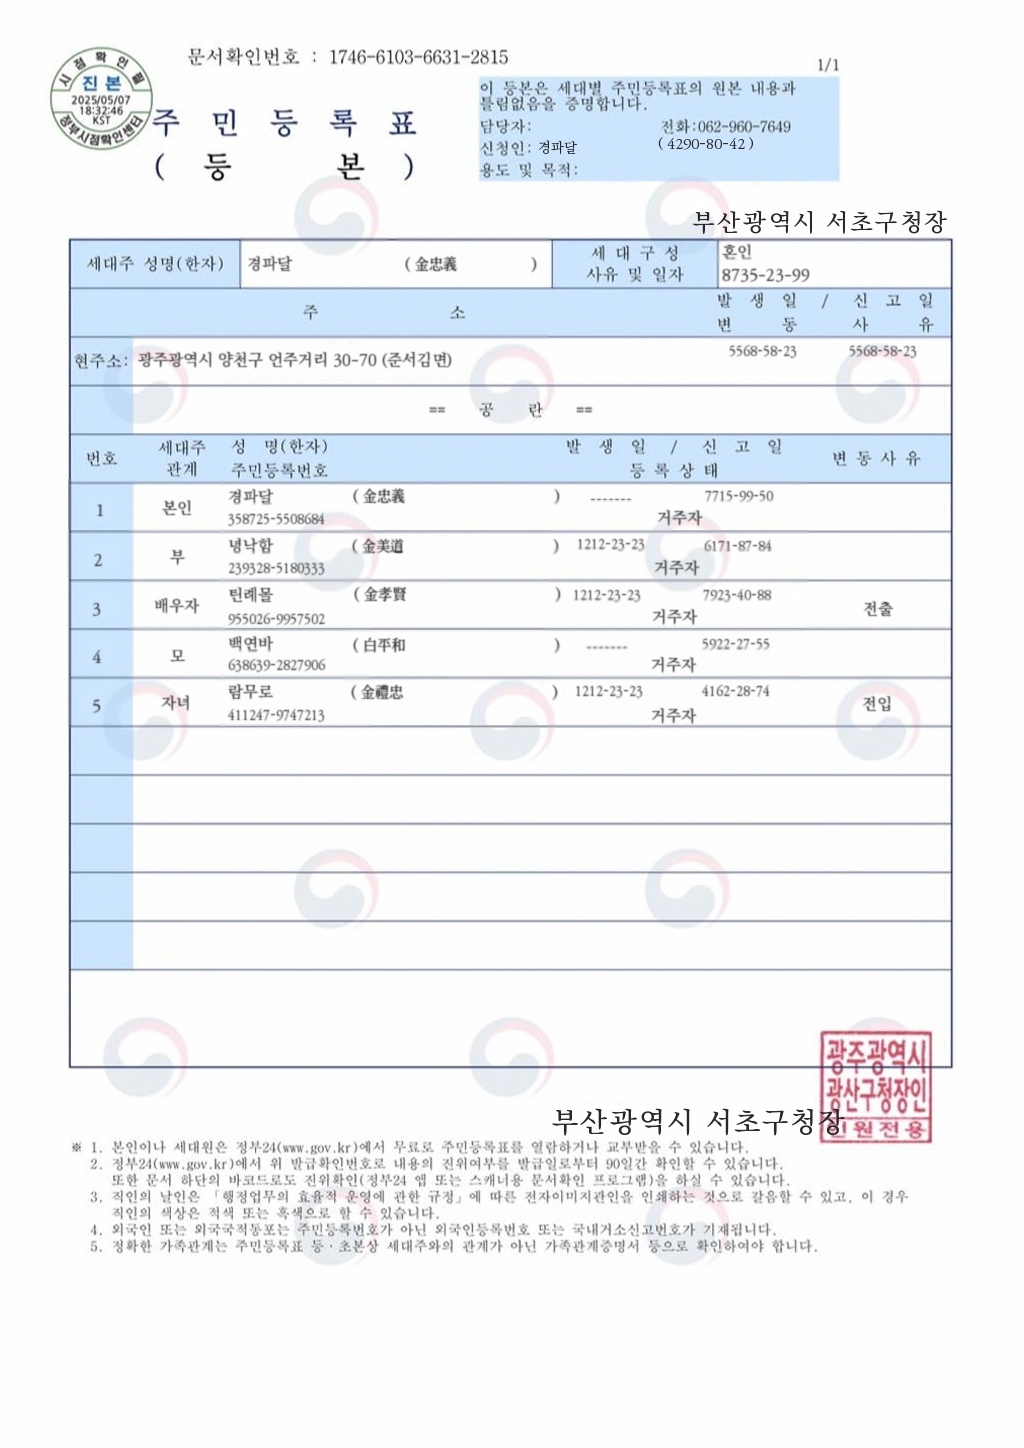 문서확인번호 : 1746-6103-6631-2815
1/1
시점확인필
진본
2025/05/07
18:32:46
KST
정부시점확인센터
주 민 등 록 표
( 등 본 )
이 등본은 세대별 주민등록표의 원본 내용과
틀림없음을 증명합니다.
담당자: 전화:062-960-7649
신청인: 경파달 ( 4290-80-42 )
용도 및 목적:
부산광역시 서초구청장
세대주 성명(한자) 경파달 ( 金忠義 ) 세 대 구 성 사유 및 일자 혼인 8735-23-99
주 소 발 생 일 / 신 고 일
변 동 사 유
현주소: 광주광역시 양천구 언주거리 30-70 (준서김면) 5568-58-23 5568-58-23
== 공 란 ==
번호 세대주 관계 성 명(한자) 주민등록번호 발 생 일 / 신 고 일 등 록 상 태 변 동 사 유
1 본인 경파달 ( 金忠義 ) ------- 7715-99-50
358725-5508684 거주자
2 부 녕낙함 ( 金美道 ) 1212-23-23 6171-87-84
239328-5180333 거주자
3 배우자 틴례몰 ( 金孝賢 ) 1212-23-23 7923-40-88 전출
955026-9957502 거주자
4 모 백연바 ( 白平和 ) ------- 5922-27-55
638639-2827906 거주자
5 자녀 람무로 ( 金禮忠 ) 1212-23-23 4162-28-74 전입
411247-9747213 거주자
광주광역시
광산구청장인
민원전용
부산광역시 서초구청장
※ 1. 본인이나 세대원은 정부24(www.gov.kr)에서 무료로 주민등록표를 열람하거나 교부받을 수 있습니다.
2. 정부24(www.gov.kr)에서 위 발급확인번호로 내용의 진위여부를 발급일로부터 90일간 확인할 수 있습니다.
또한 문서 하단의 바코드로도 진위확인(정부24 앱 또는 스캐너용 문서확인 프로그램)을 하실 수 있습니다.
3. 직인의 날인은 「행정업무의 효율적 운영에 관한 규정」에 따른 전자이미지관인을 인쇄하는 것으로 갈음할 수 있고, 이 경우
직인의 색상은 적색 또는 흑색으로 할 수 있습니다.
4. 외국인 또는 외국국적동포는 주민등록번호가 아닌 외국인등록번호 또는 국내거소신고번호가 기재됩니다.
5. 정확한 가족관계는 주민등록표 등·초본상 세대주와의 관계가 아닌 가족관계증명서 등으로 확인하여야 합니다.